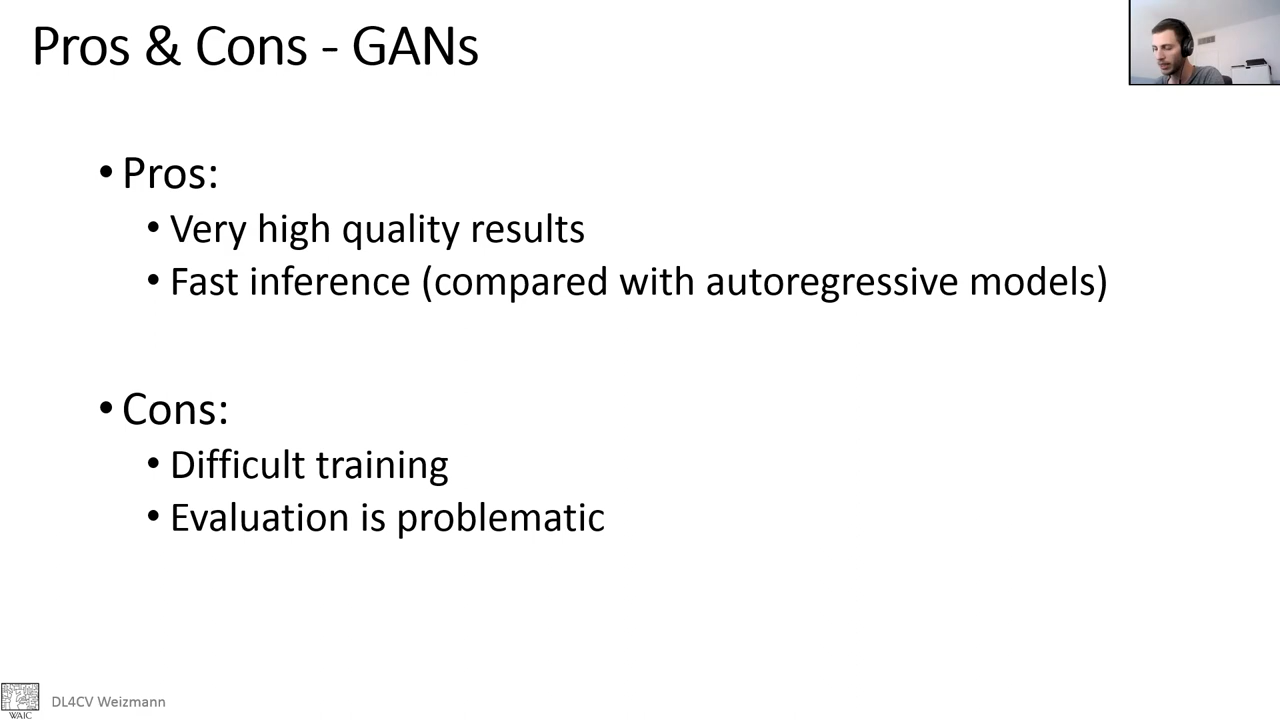 Pros & Cons - GANs
• Pros:
• Very high quality results
• Fast inference (compared with autoregressive models)
• Cons:
• Difficult training
• Evaluation is problematic
DL4CV Weizmann
WAIC